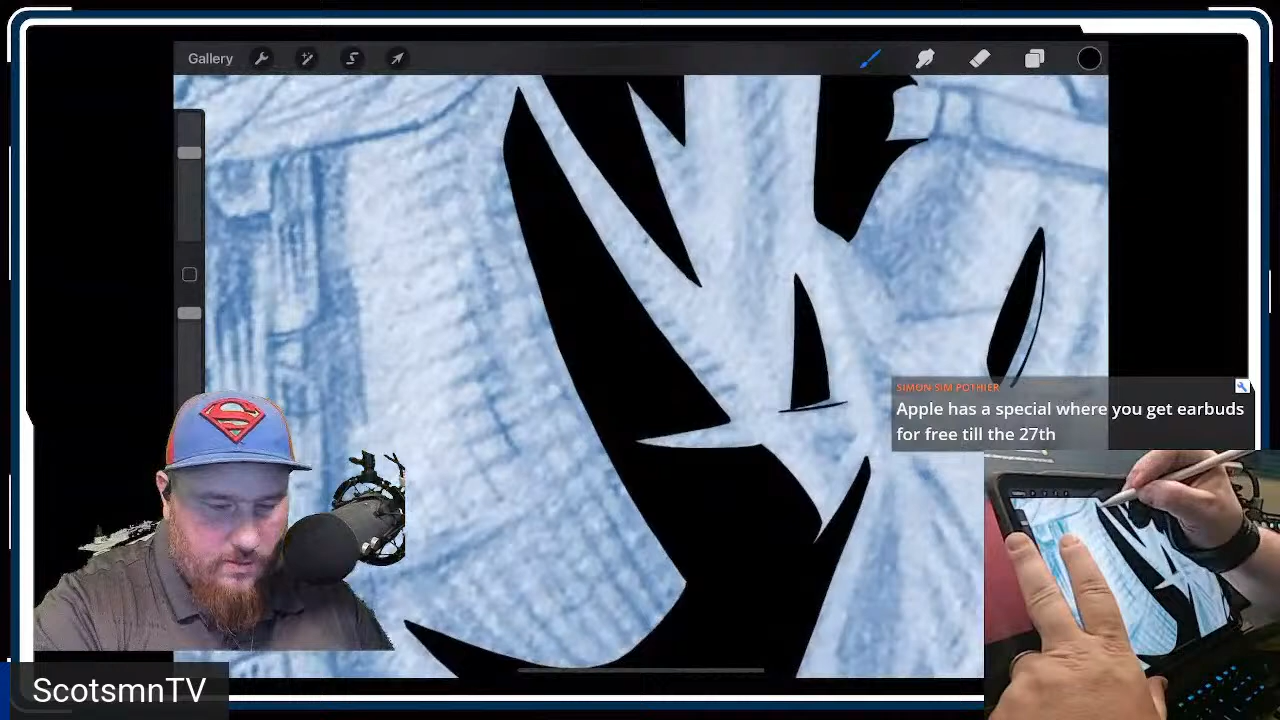 Gallery
SIMON SIM POTHIER
Apple has a special where you get earbuds
for free till the 27th
ScotsmnTV